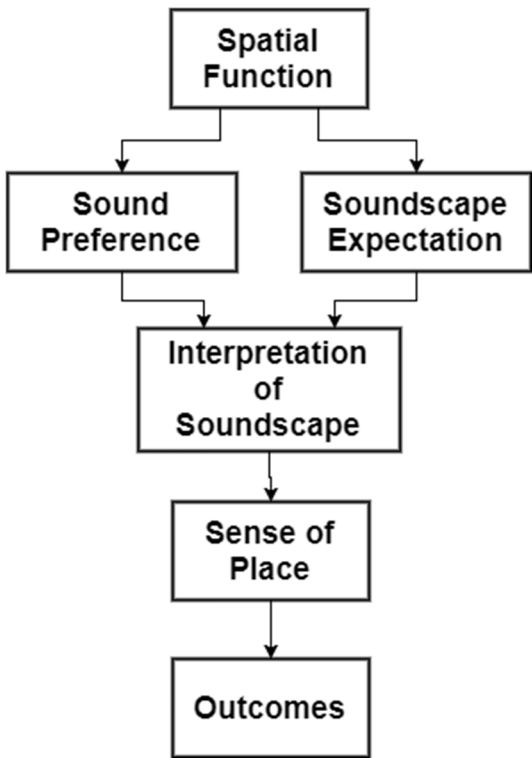 Spatial
Function
Sound
Preference
Soundscape
Expectation
Interpretation
of
Soundscape
Sense of
Place
Outcomes